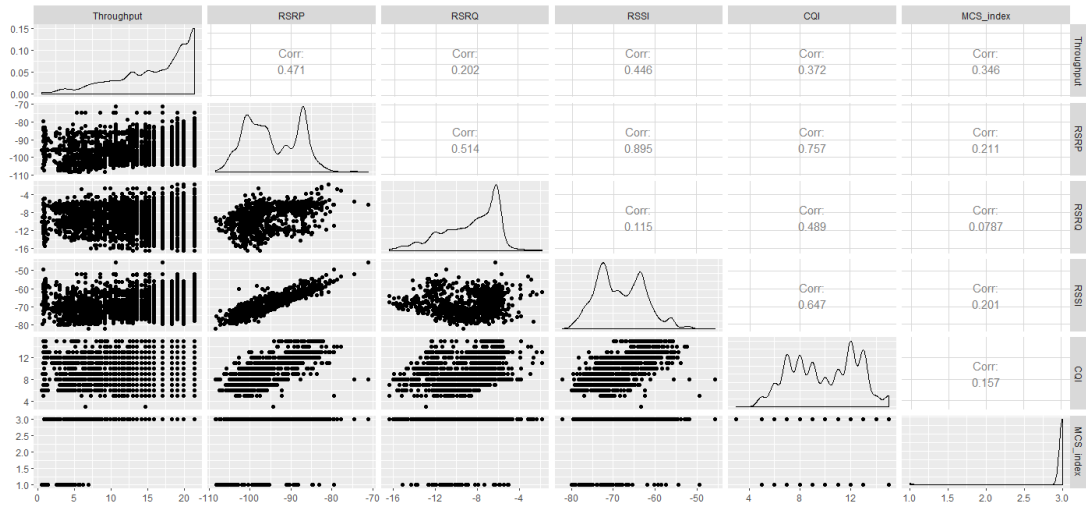 Throughput RSRP RSRQ RSSI CQI MCS_index
0.15
0.10
0.05
0.00
Corr:
0.471
Corr:
0.202
Corr:
0.446
Corr:
0.372
Corr:
0.346
Throughput
-70
-80
-90
-100
-110
Corr:
0.514
Corr:
0.895
Corr:
0.757
Corr:
0.211
RSRP
-4
-8
-12
-16
Corr:
0.115
Corr:
0.489
Corr:
0.0787
RSRQ
-50
-60
-70
-80
Corr:
0.647
Corr:
0.201
RSSI
12
8
4
Corr:
0.157
CQI
3.0
2.5
2.0
1.5
1.0
MCS_index
0 5 10 15 20 -110 -100 -90 -80 -70 -16 -12 -8 -4 -80 -70 -60 -50 4 8 12 1.0 1.5 2.0 2.5 3.0